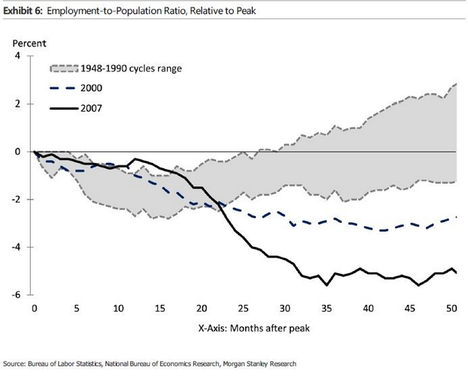 Exhibit 6: Employment-to-Population Ratio, Relative to Peak
Percent
4
2
0
-2
-4
-6
1948-1990 cycles range
2000
2007
0 5 10 15 20 25 30 35 40 45 50
X-Axis: Months after peak
Source: Bureau of Labor Statistics, National Bureau of Economics Research, Morgan Stanley Research